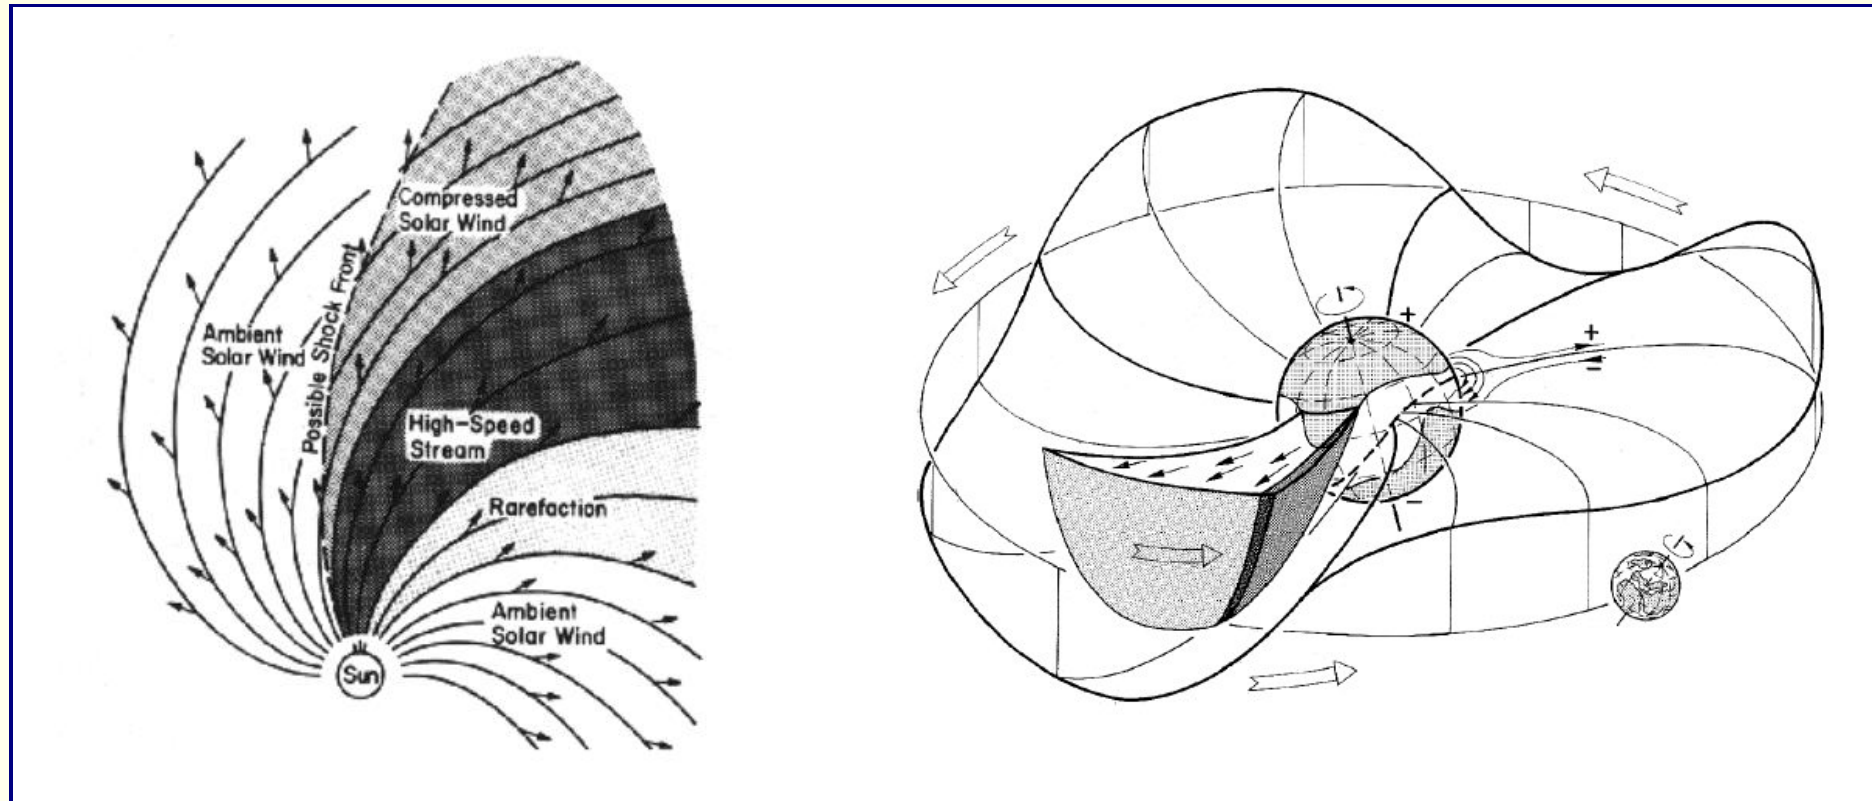 Compressed
Solar Wind
Possible Shock Front
Ambient
Solar Wind
High-Speed
Stream
Rarefaction
Ambient
Solar Wind
Sun
+
+
−
−